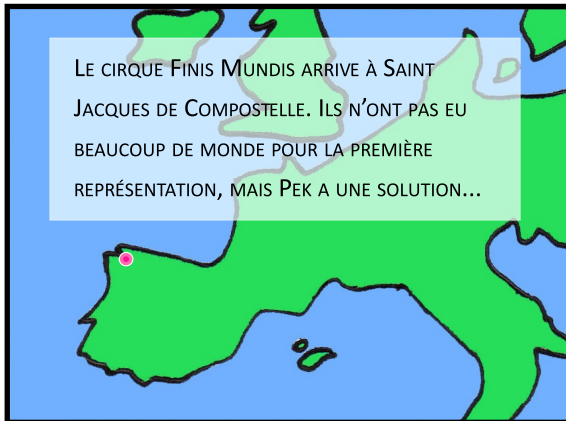 Le cirque Finis Mundis arrive à Saint
Jacques de Compostelle. Ils n'ont pas eu
beaucoup de monde pour la première
représentation, mais Pek a une solution...